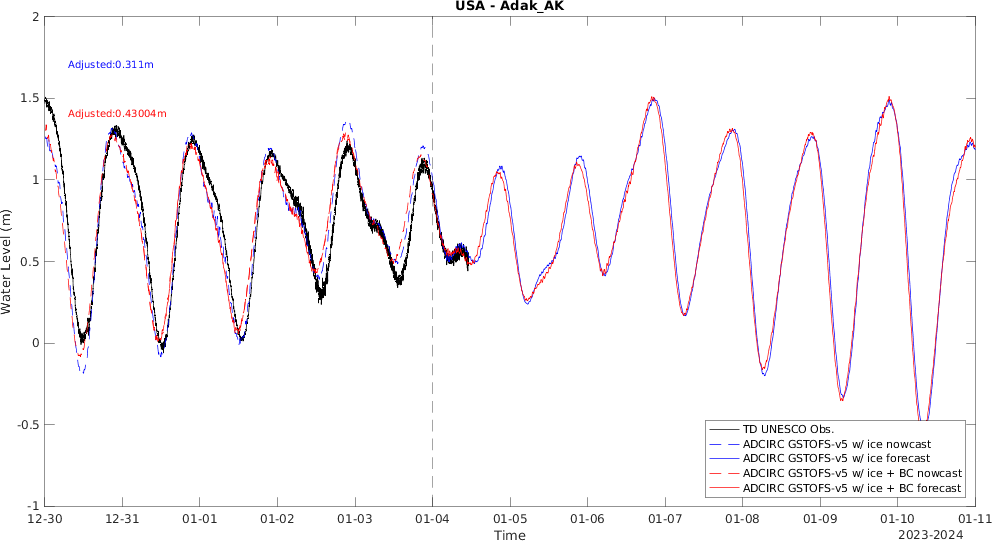 USA - Adak_AK
2
1.5
1
0.5
0
-0.5
-1
Water Level (m)
Adjusted:0.311m
Adjusted:0.43004m
TD UNESCO Obs.
ADCIRC GSTOFS-v5 w/ ice nowcast
ADCIRC GSTOFS-v5 w/ ice forecast
ADCIRC GSTOFS-v5 w/ ice + BC nowcast
ADCIRC GSTOFS-v5 w/ ice + BC forecast
12-30 12-31 01-01 01-02 01-03 01-04 01-05 01-06 01-07 01-08 01-09 01-10 01-11
Time
2023-2024